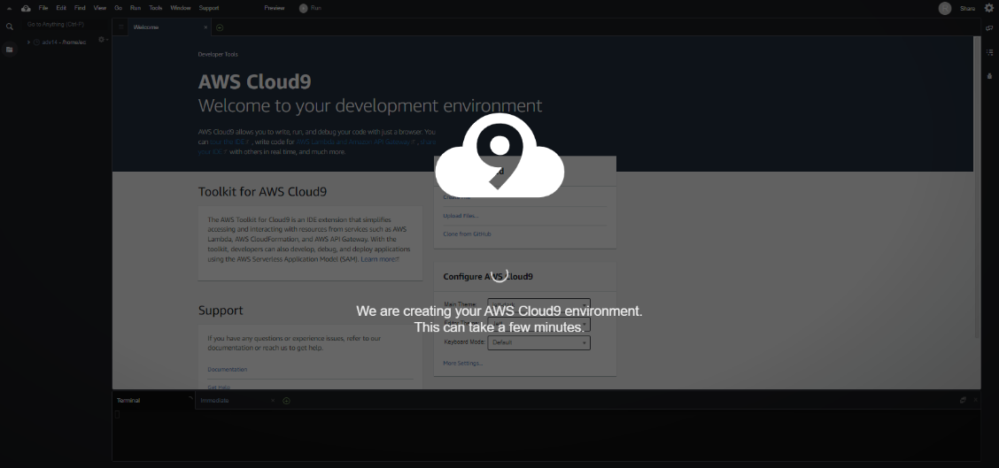 File Edit Find View Go Run Tools Window Support Preview Run Share
Go to Anything (Ctrl-P)
Welcome
Developer Tools
AWS Cloud9
Welcome to your development environment
AWS Cloud9 allows you to write, run, and debug your code with just a browser. You
can tour the IDE, write code for AWS Lambda and Amazon API Gateway, share
your IDE with others in real time, and much more.
Toolkit for AWS Cloud9
The AWS Toolkit for Cloud9 is an IDE extension that simplifies
accessing and interacting with resources from services such as AWS
Lambda, AWS CloudFormation, and AWS API Gateway. With the
toolkit, developers can also develop, debug, and deploy applications
using the AWS Serverless Application Model (SAM). Learn more
Support
If you have any questions or experience issues, refer to our
documentation or reach us to get help.
Documentation
Get Help
Upload Files...
Clone from GitHub
Configure AWS Cloud9
Main Theme:
Keyboard Mode: Default
More Settings...
We are creating your AWS Cloud9 environment.
This can take a few minutes.
Terminal
Immediate